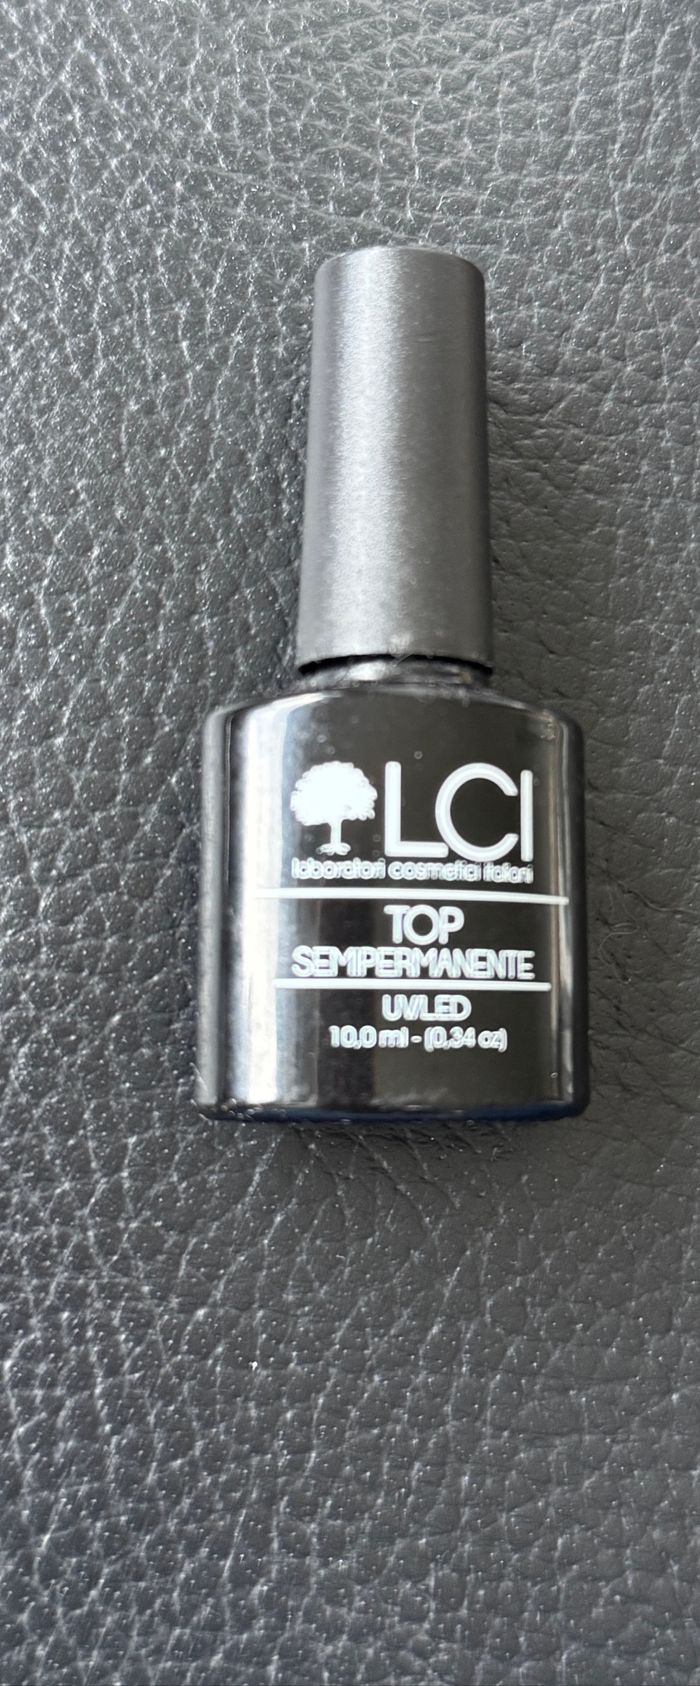 LCI
laboratori cosmetici italiani
TOP
SEMIPERMANENTE
UV/LED
10,0 ml - (0,34 oz)